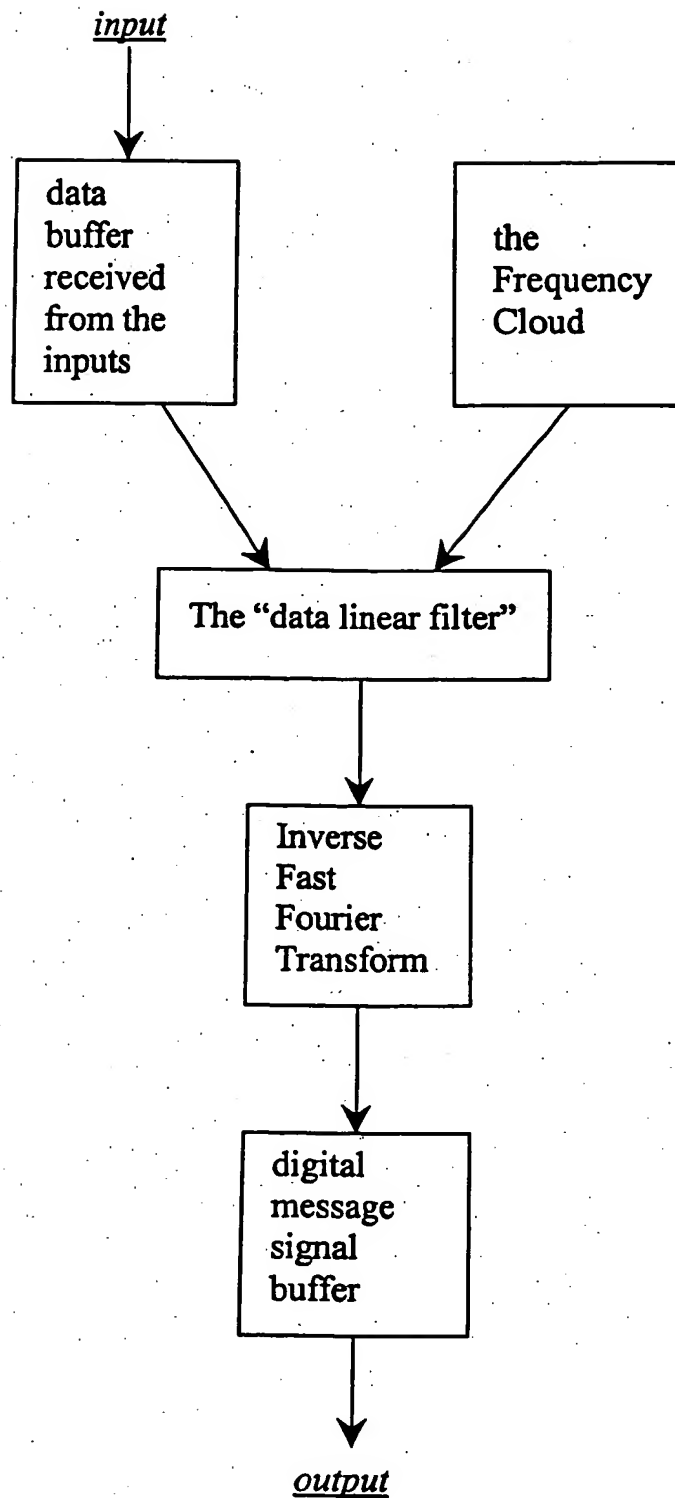 input
data
buffer
received
from the
inputs
the
Frequency
Cloud
The “data linear filter”
Inverse
Fast
Fourier
Transform
digital
message
signal
buffer
output